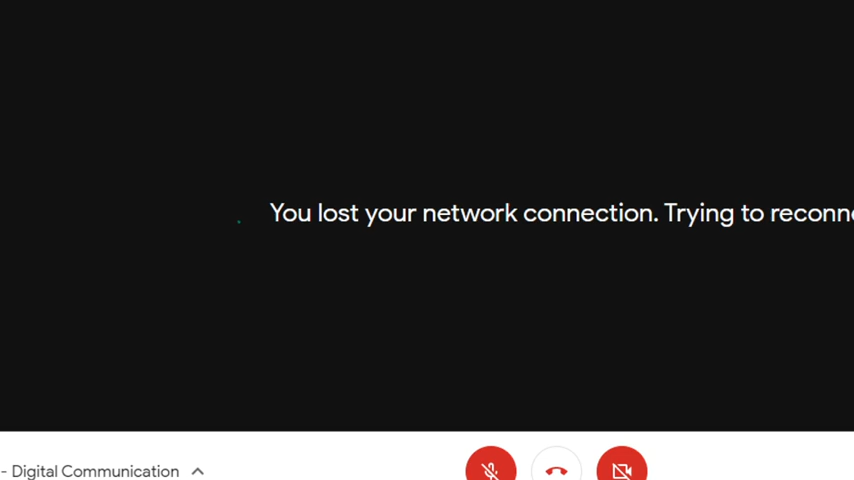 You lost your network connection. Trying to reconne
- Digital Communication